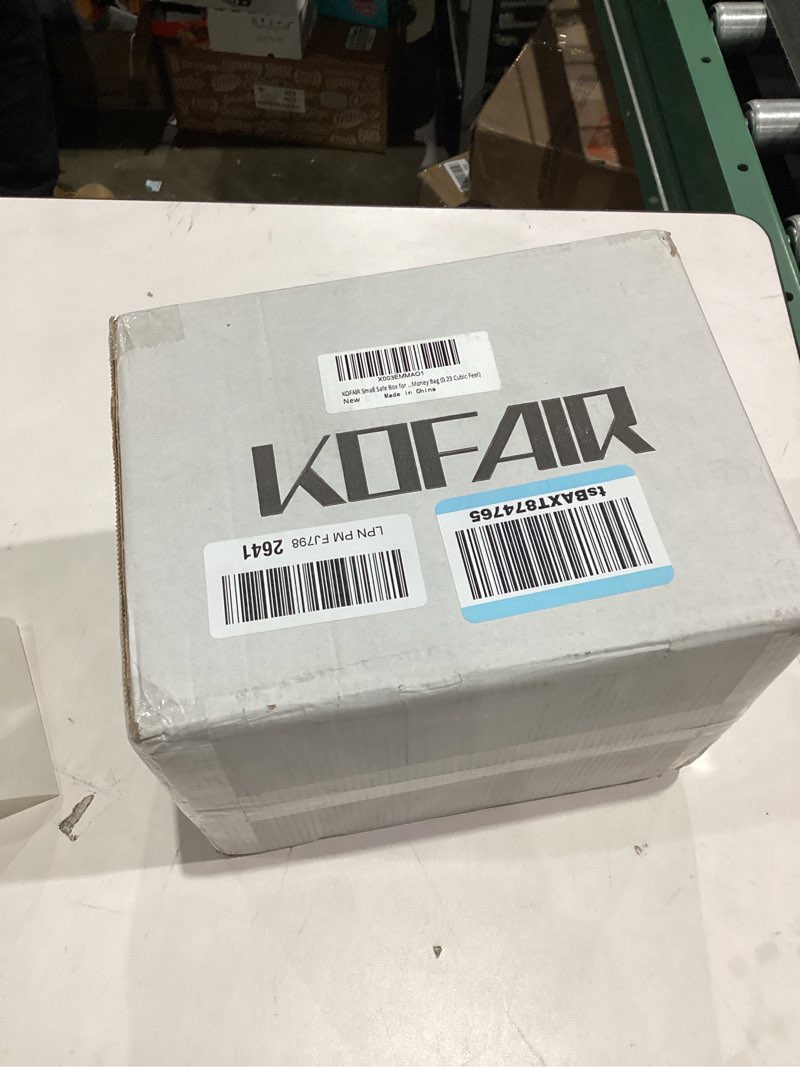 X003EMMAO1
KOFAIR Small Safe Box for ...Money Bag (0.23 Cubic Feet)
New
Made in China
KOFAIR
LPN PM FJ798 2641
tsBAXT874765